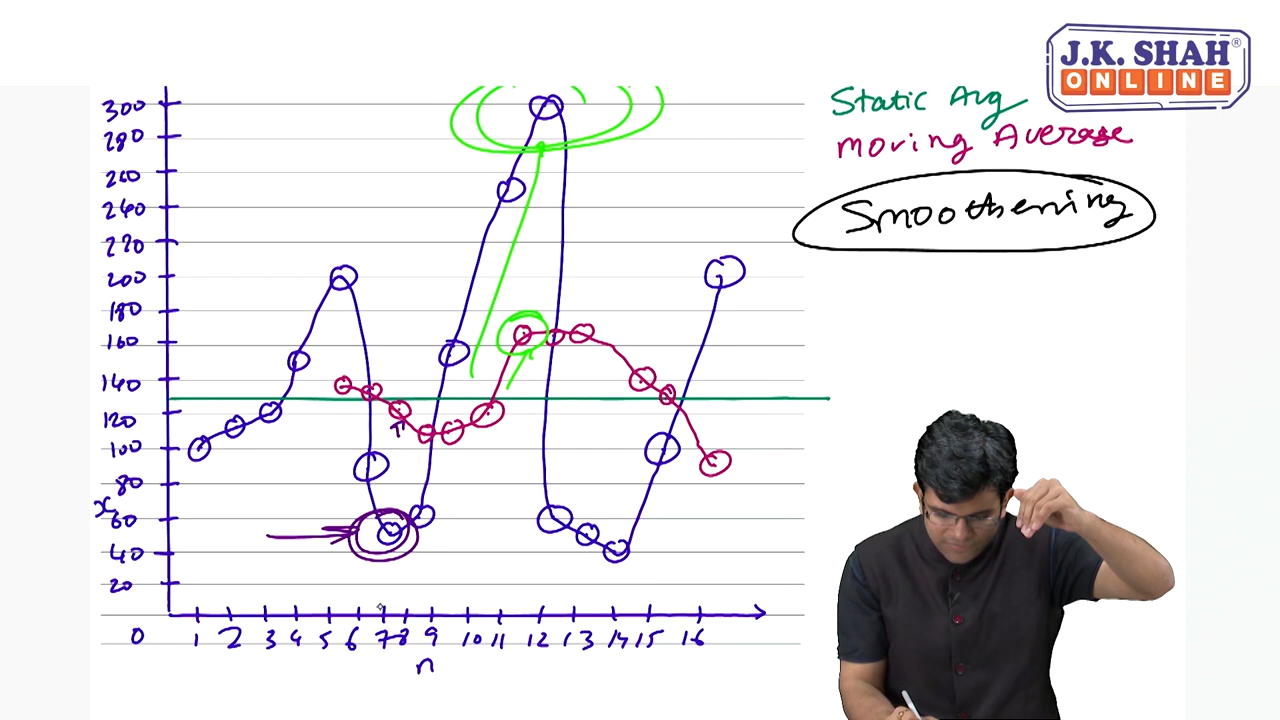 J.K. SHAH®
ONLINE
Static Avg
Moving Average
Smoothening
300
280
260
240
220
200
180
160
140
120
100
80
x
60
40
20
0 1 2 3 4 5 6 7 8 9 10 11 12 13 14 15 16
n